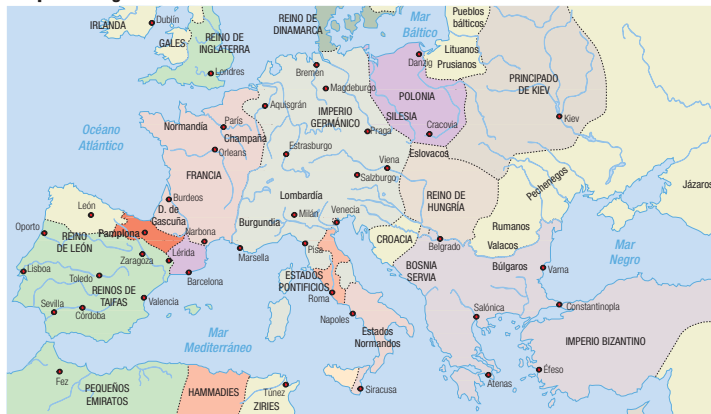 IRLANDA
Dublín
GALES
REINO DE
INGLATERRA
Londres
REINO DE
DINAMARCA
Mar
Báltico
Pueblos
bálticos
Lituanos
Prusianos
Danzig
Bremen
Magdeburgo
POLONIA
SILESIA
Cracovia
PRINCIPADO
DE KIEV
Kiev
Aquisgrán
IMPERIO
GERMÁNICO
Praga
Océano
Atlántico
Normandía
París
Champaña
Orleans
Estrasburgo
Eslovacos
Viena
Salzburgo
FRANCIA
Pechenegos
Jázaros
León
Burdeos
D. de
Gascuña
Lombardía
Milán
Venecia
REINO DE
HUNGRÍA
Oporto
REINO
DE LEÓN
Pamplona
Narbona
Burgundia
Marsella
Pisa
CROACIA
Belgrado
Rumanos
Valacos
Mar
Negro
Zaragoza
Lérida
Barcelona
BOSNIA
SERVIA
Búlgaros
Varna
Lisboa
Toledo
REINOS DE
TAIFAS
Valencia
ESTADOS
PONTIFICIOS
Roma
Sevilla
Córdoba
Nápoles
Salónica
Constantinopla
Mar
Mediterráneo
Estados
Normandos
IMPERIO BIZANTINO
Fez
PEQUEÑOS
EMIRATOS
HAMMADIES
Túnez
ZIRIES
Siracusa
Atenas
Éfeso